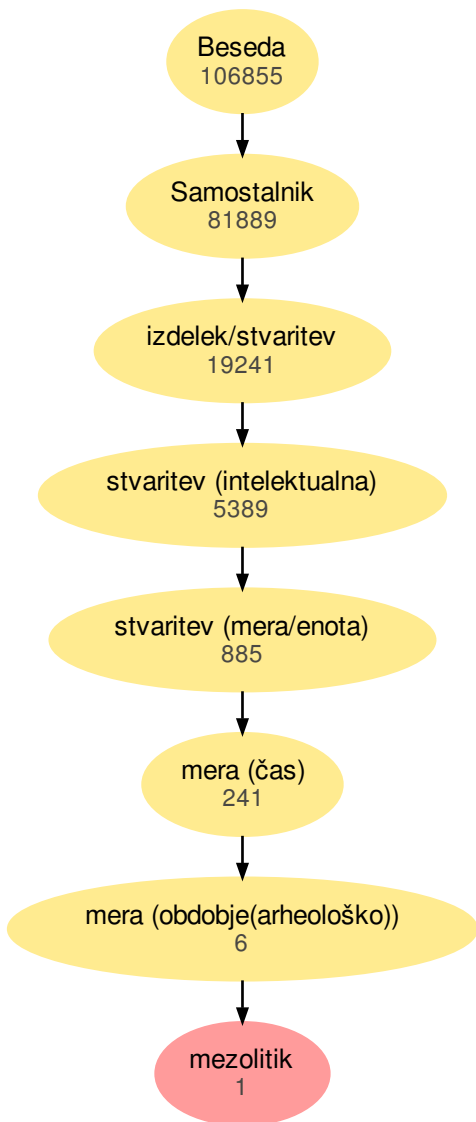 Beseda
106855
Samostalnik
81889
izdelek/stvaritev
19241
stvaritev (intelektualna)
5389
stvaritev (mera/enota)
885
mera (čas)
241
mera (obdobje(arheološko))
6
mezolitik
1